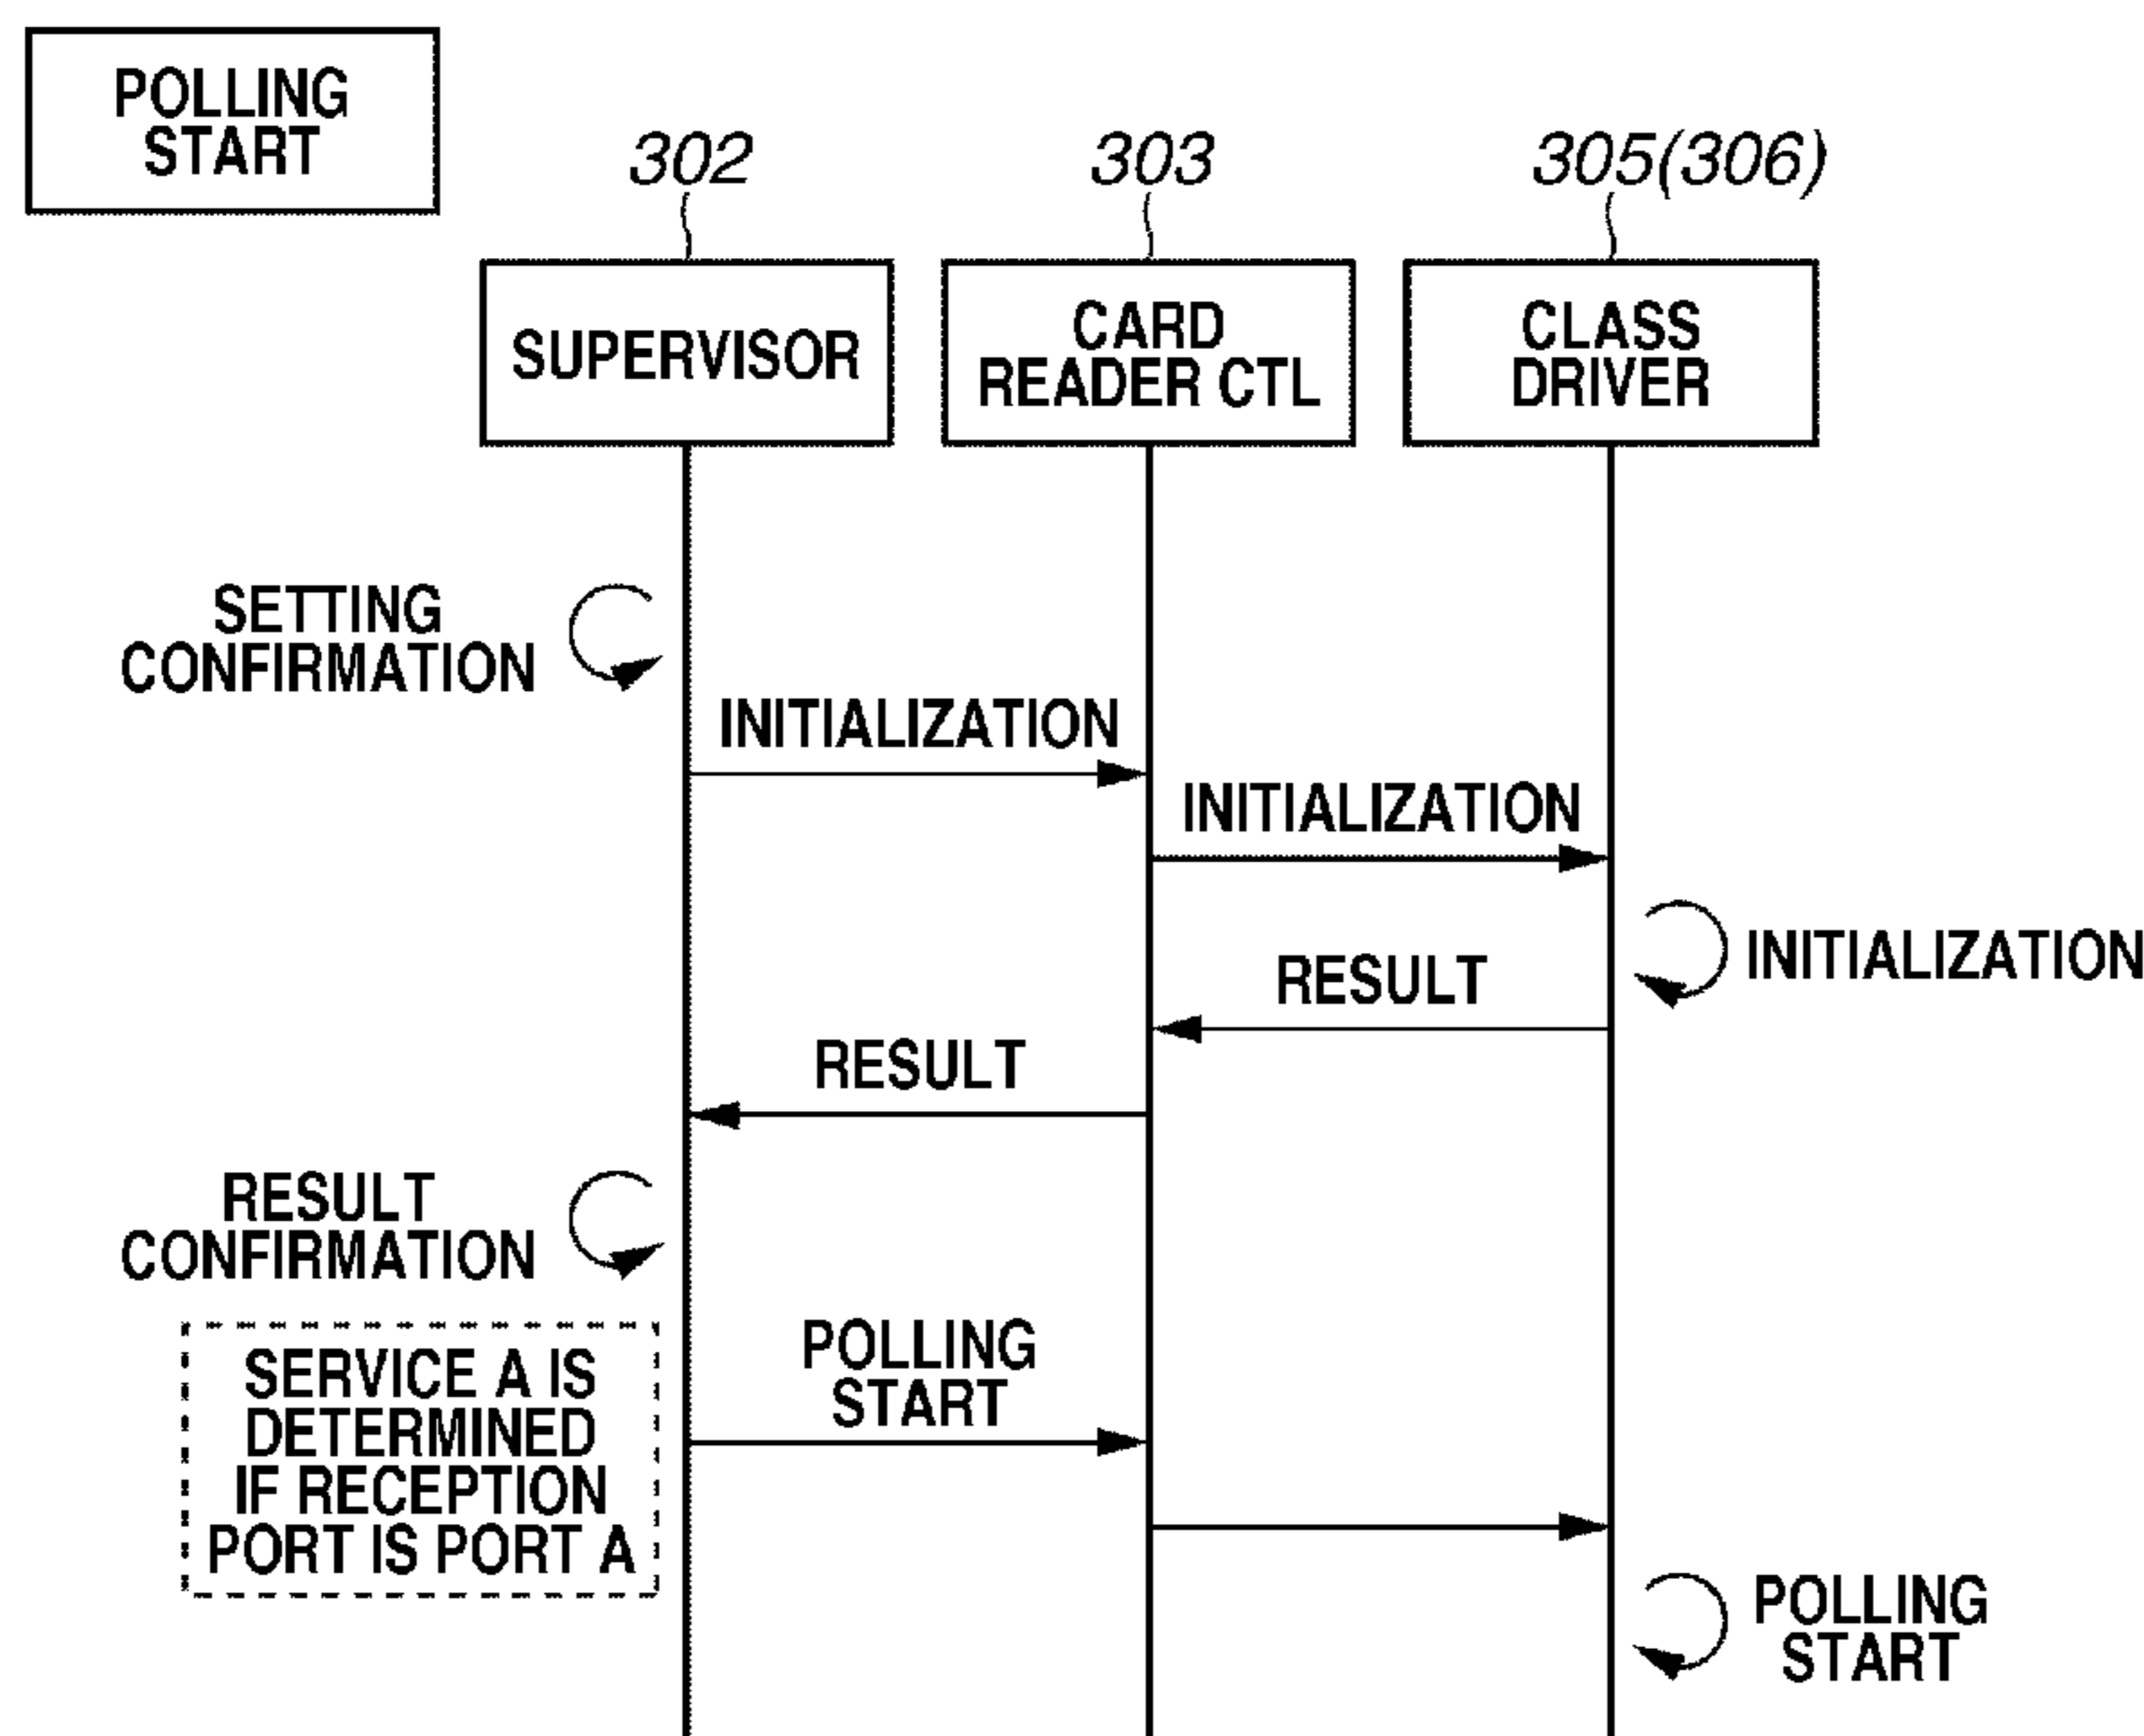 POLLING
START
302
303
305(306)
SUPERVISOR
CARD
READER CTL
CLASS
DRIVER
SETTING
CONFIRMATION
INITIALIZATION
INITIALIZATION
INITIALIZATION
RESULT
RESULT
RESULT
CONFIRMATION
SERVICE A IS
DETERMINED
IF RECEPTION
PORT IS PORT A
POLLING
START
POLLING
START